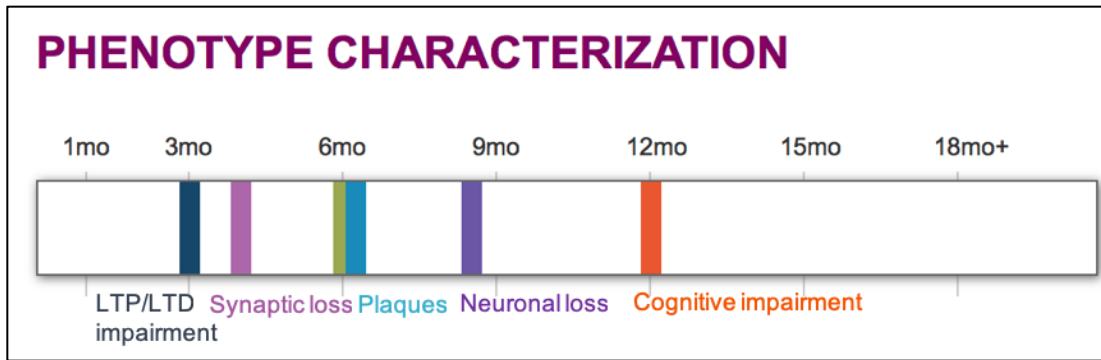 PHENOTYPE CHARACTERIZATION
1mo 3mo 6mo 9mo 12mo 15mo 18mo+
LTP/LTD Synaptic loss Plaques Neuronal loss Cognitive impairment
impairment